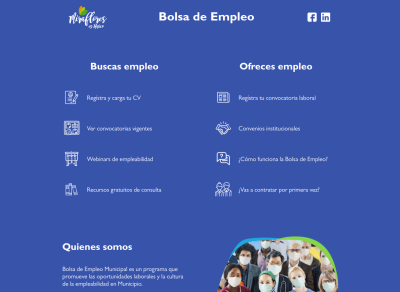 Miraflores
Bolsa de Empleo
Buscas empleo
Ofreces empleo
Registra y carga tu CV
Registra tu convocatoria laboral
Ver convocatorias vigentes
Convenios institucionales
Webinars de empleabilidad
¿Cómo funciona la Bolsa de Empleo?
Recursos gratuitos de consulta
¿Vas a contratar por primera vez?
Quienes somos
Bolsa de Empleo Municipal es un programa que
promueve las oportunidades laborales y la cultura
de la empleabilidad en Municipio.